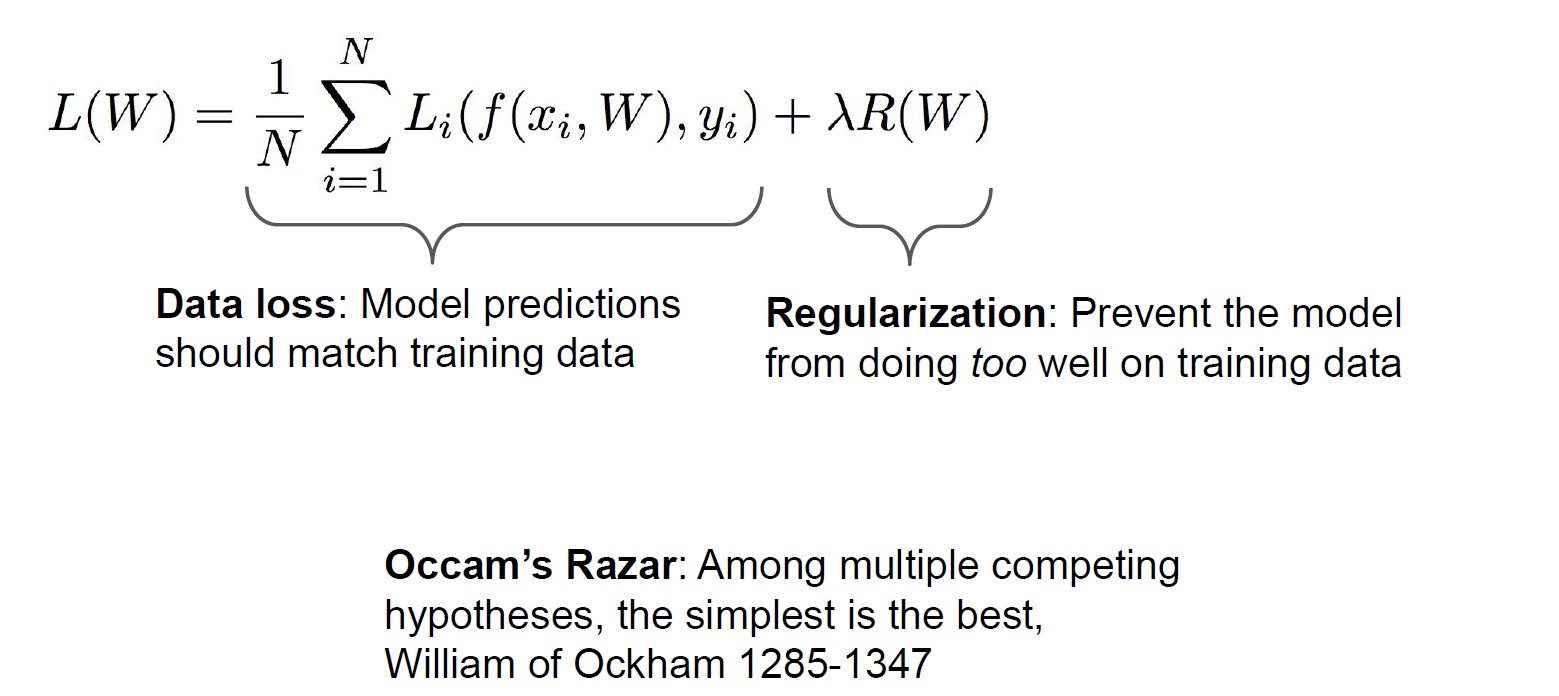 L(W) = \frac{1}{N} \sum_{i=1}^{N} L_i(f(x_i, W), y_i) + λR(W)
Data loss: Model predictions
should match training data
Regularization: Prevent the model
from doing too well on training data
Occam’s Razar: Among multiple competing
hypotheses, the simplest is the best,
William of Ockham 1285-1347